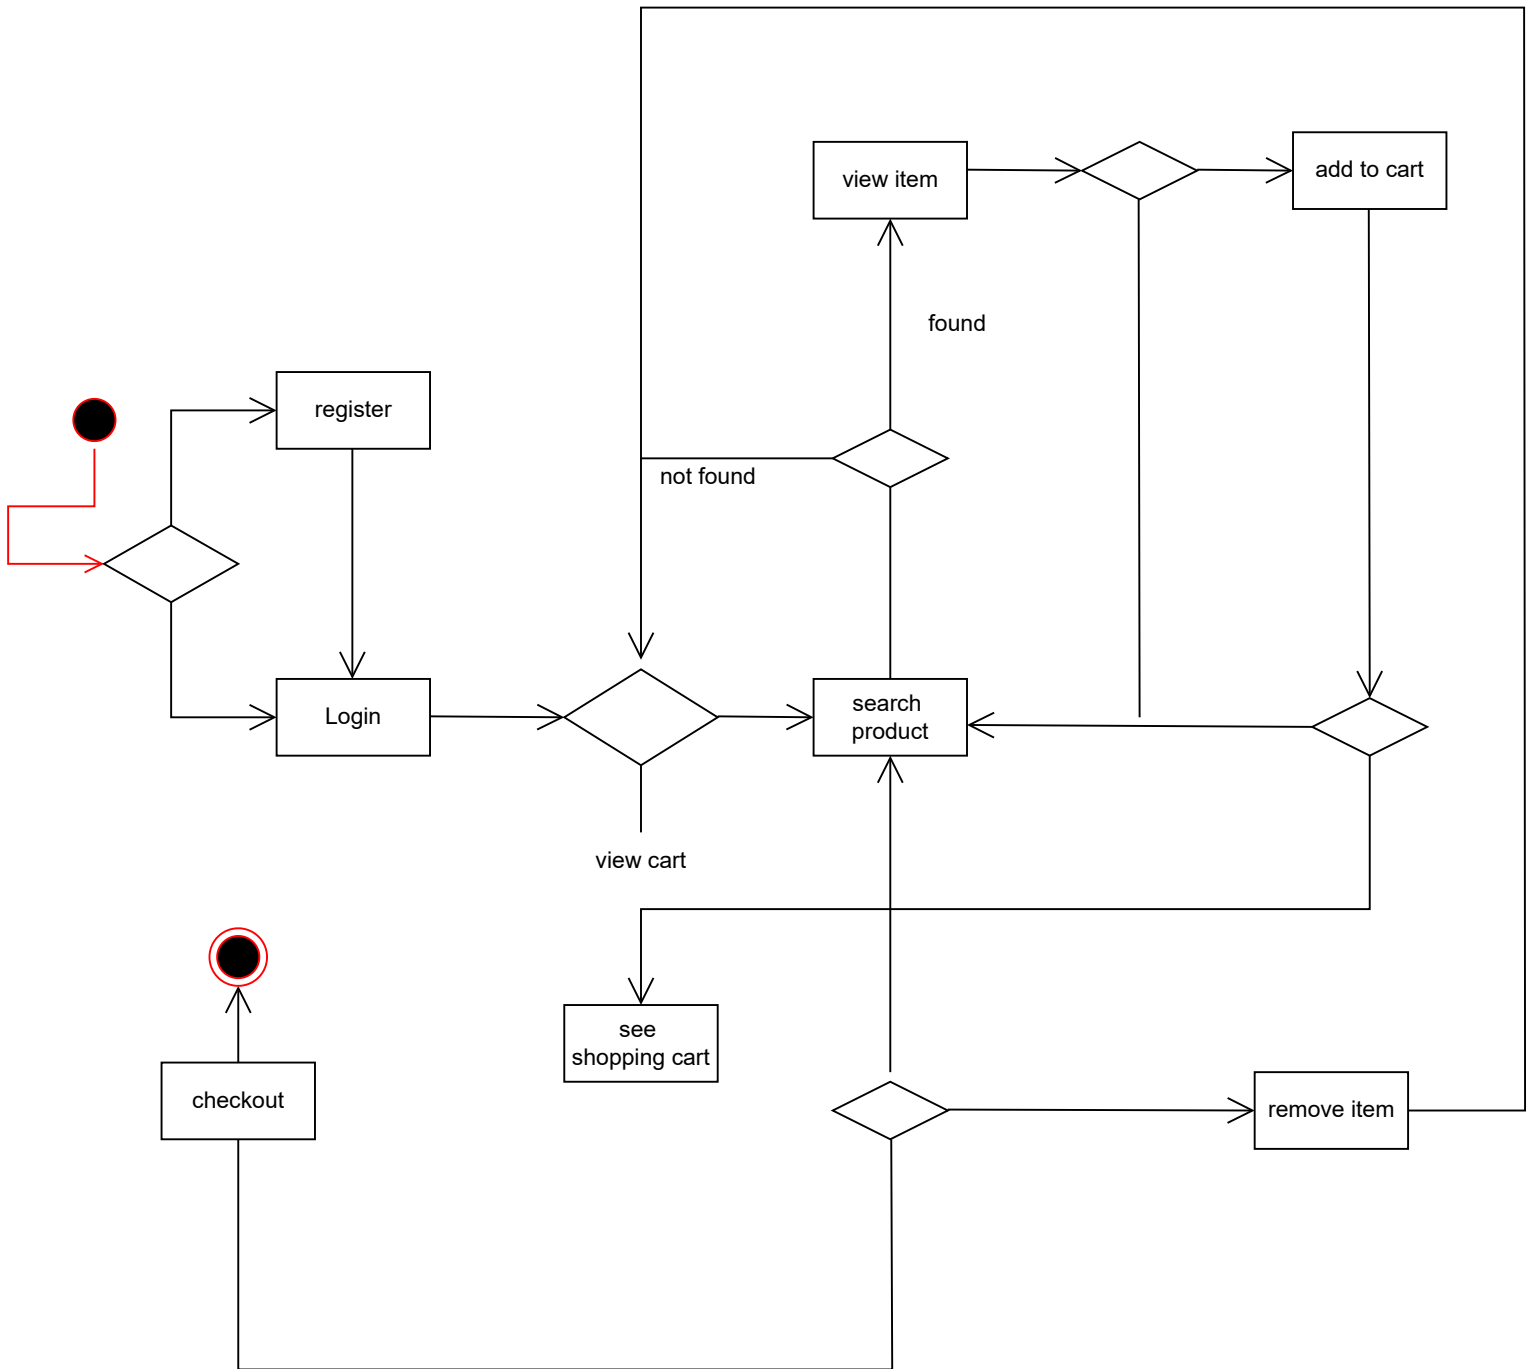 view item
add to cart
found
register
not found
search
product
Login
view cart
see
shopping cart
checkout
remove item